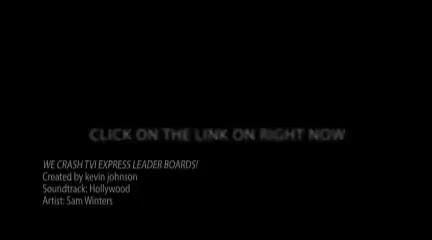 CLICK ON THE LINK ON RIGHT NOW
WE CRASH TVI EXPRESS LEADER BOARDS!
Created by kevin johnson
Soundtrack: Hollywood
Artist: Sam Winters